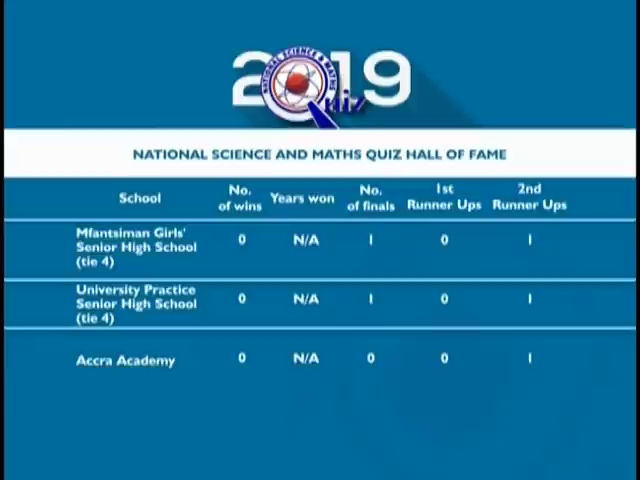 2019
NATIONAL SCIENCE & MATHS
Quiz
NATIONAL SCIENCE AND MATHS QUIZ HALL OF FAME
School No. of wins Years won No. of finals 1st Runner Ups 2nd Runner Ups
Mfantsiman Girls' Senior High School (tie 4) 0 N/A 1 0 1
University Practice Senior High School (tie 4) 0 N/A 1 0 1
Accra Academy 0 N/A 0 0 1